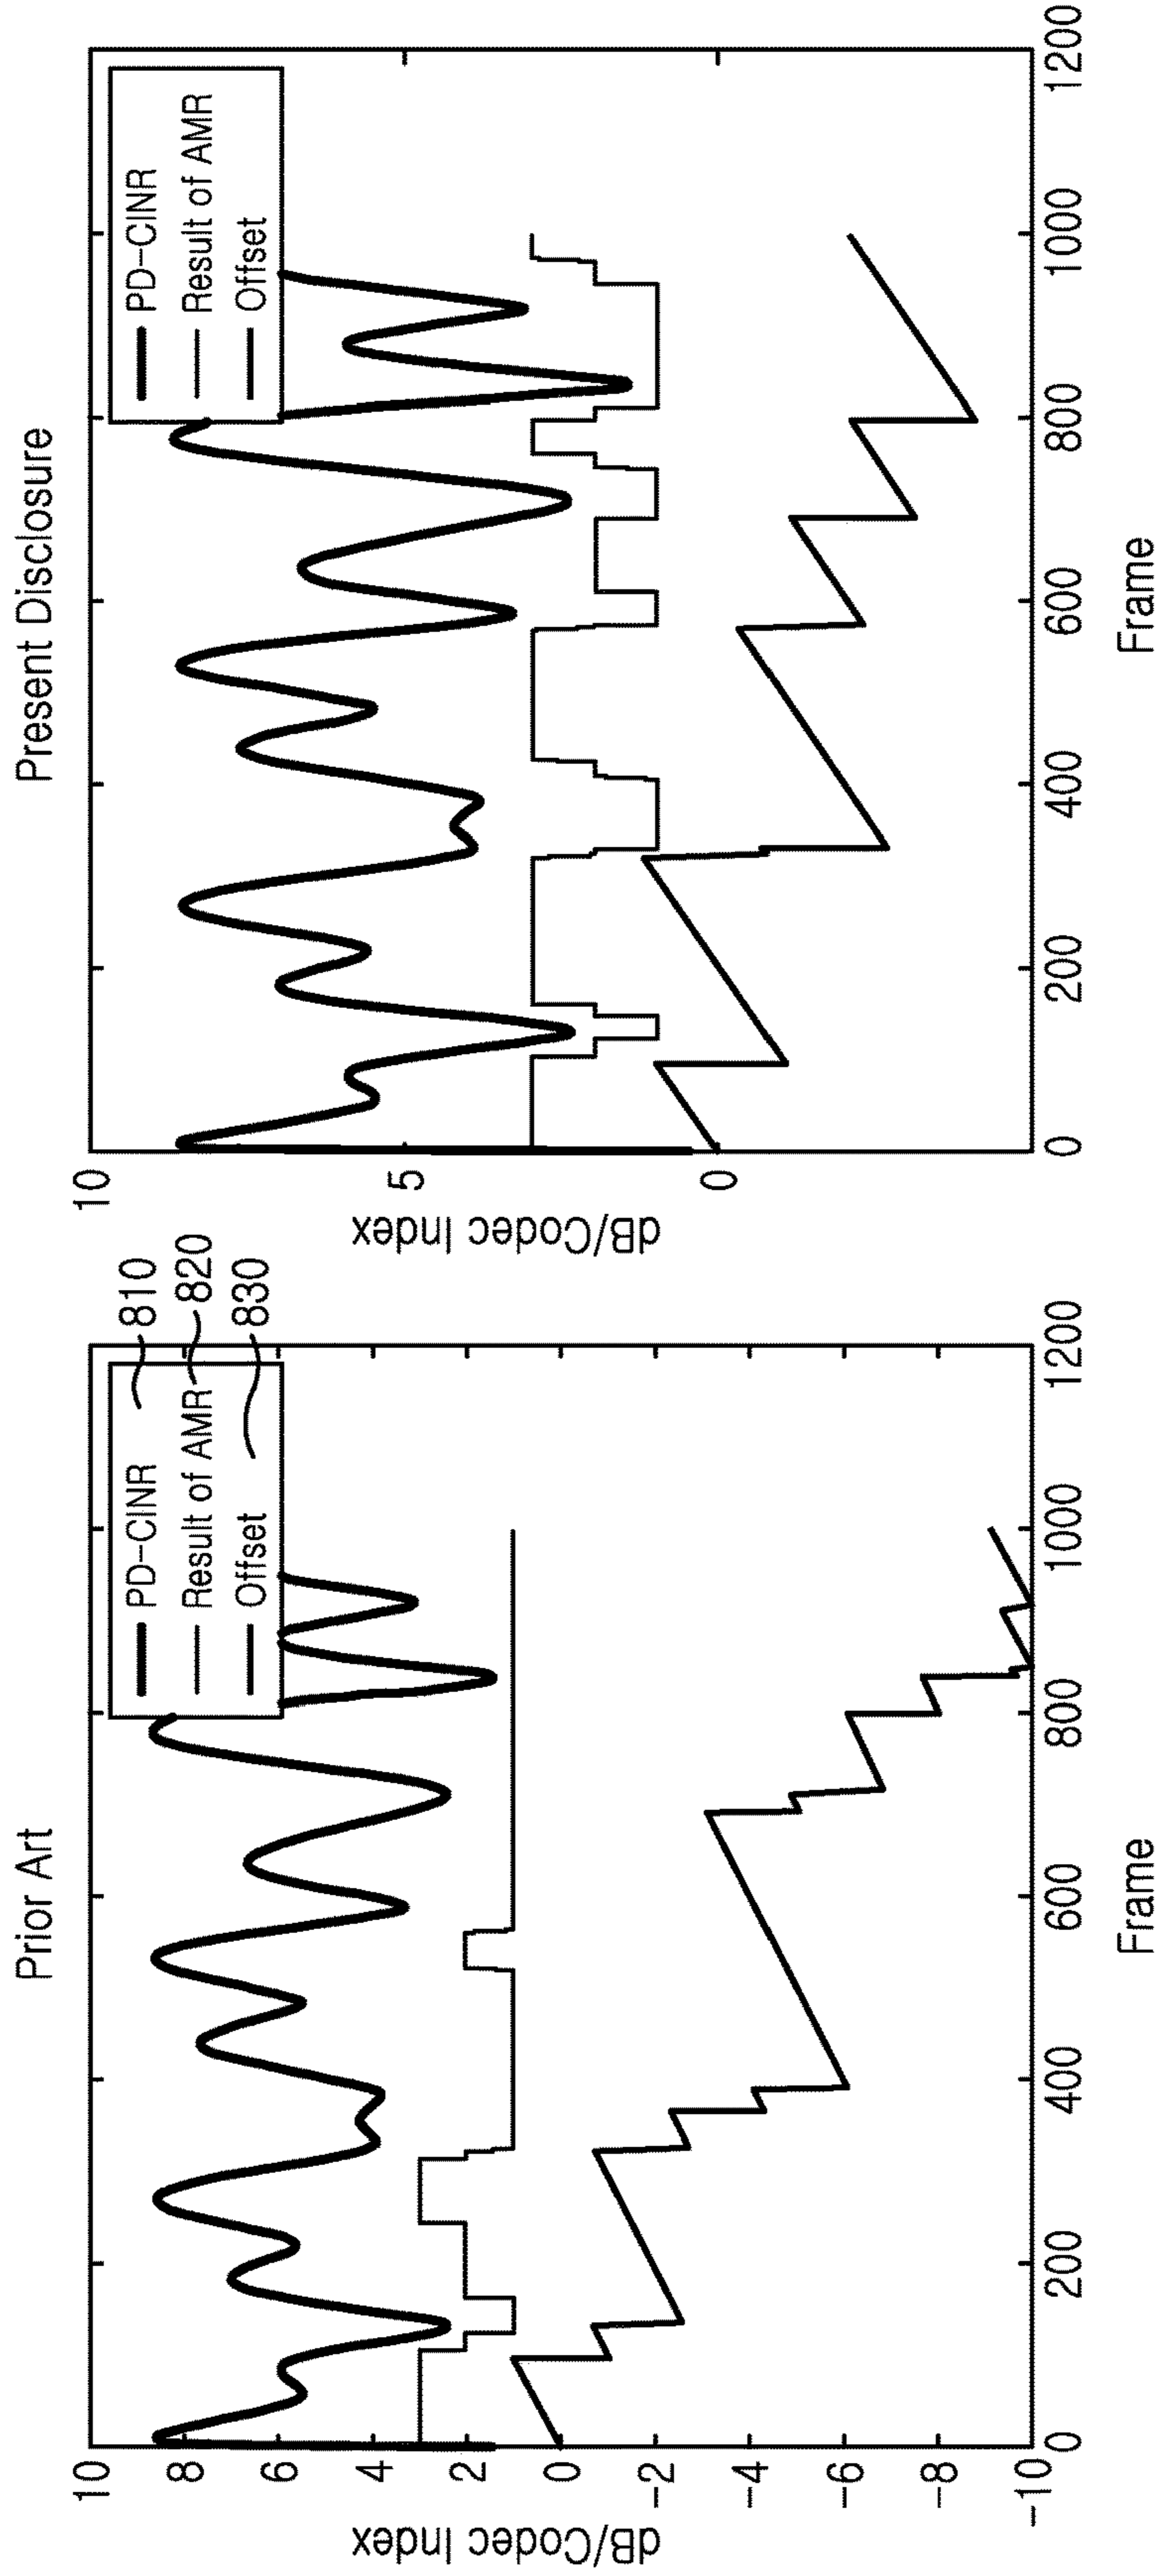 Prior Art
PD-CINR
810
Result of AMR
820
Offset
830
10
8
6
4
2
0
-2
-4
-6
-8
-10
dB/Codec Index
0
200
400
600
800
1000
1200
Frame
Present Disclosure
PD-CINR
Result of AMR
Offset
10
5
0
dB/Codec Index
0
200
400
600
800
1000
1200
Frame